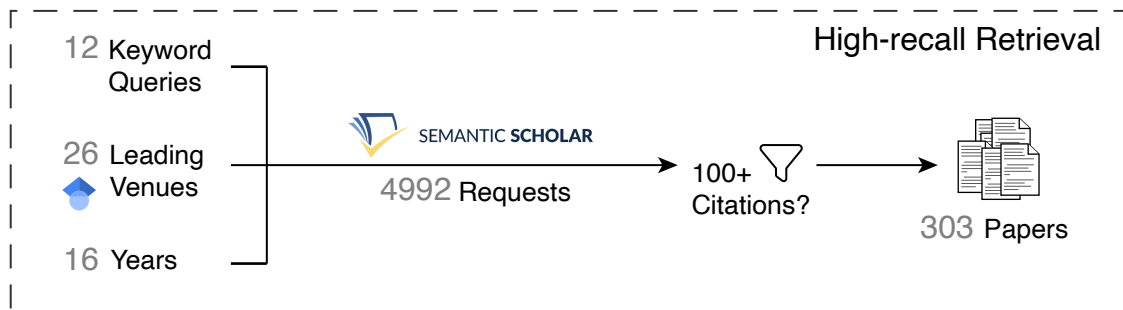 High-recall Retrieval
12 Keyword
Queries
26 Leading
Venues
16 Years
SEMANTIC SCHOLAR
4992 Requests
100+
Citations?
303 Papers